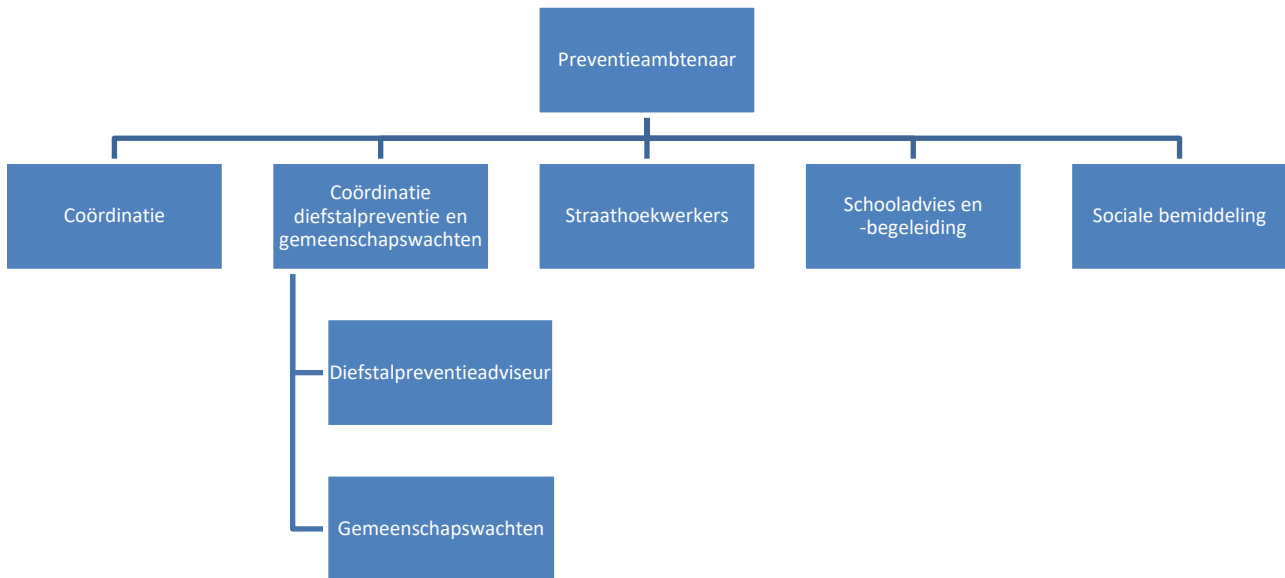 Preventieambtenaar
Coördinatie
Coördinatie
diefstalpreventie en
gemeenschapswachten
Straathoekwerkers
Schooladvies en
-begeleiding
Sociale bemiddeling
Diefstalpreventieadviseur
Gemeenschapswachten